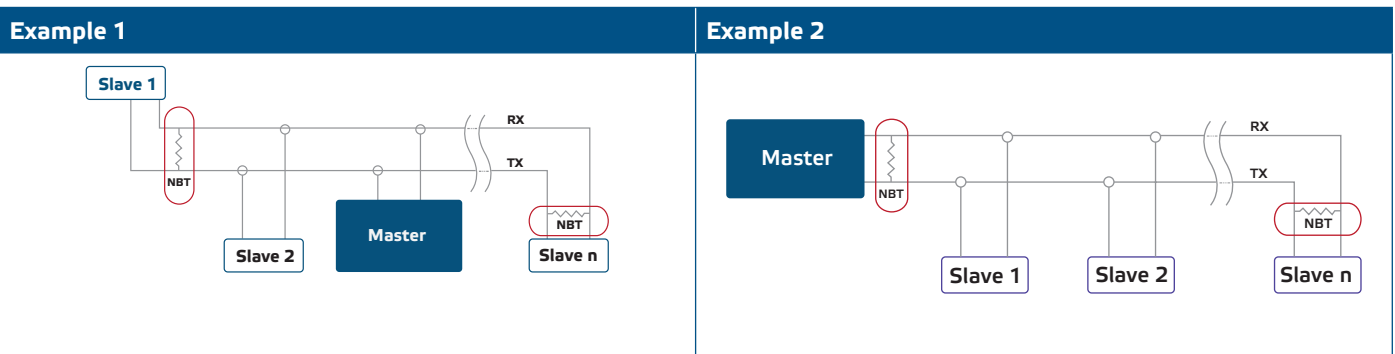 Example 1
Example 2
Slave 1
RX
TX
NBT
Slave 2
Master
NBT
Slave n
Master
RX
TX
NBT
NBT
Slave 1
Slave 2
Slave n